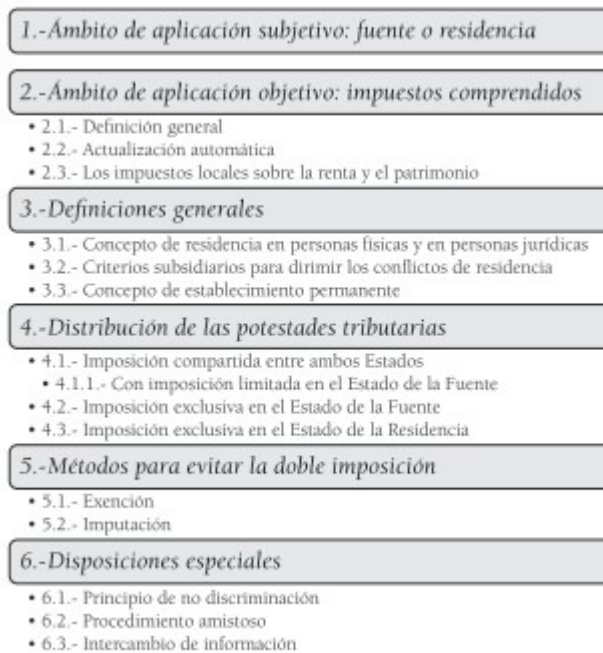 1.-Ámbito de aplicación subjetivo: fuente o residencia
2.-Ámbito de aplicación objetivo: impuestos comprendidos
• 2.1.- Definición general
• 2.2.- Actualización automática
• 2.3.- Los impuestos locales sobre la renta y el patrimonio
3.-Definiciones generales
• 3.1.- Concepto de residencia en personas físicas y en personas jurídicas
• 3.2.- Criterios subsidiarios para dirimir los conflictos de residencia
• 3.3.- Concepto de establecimiento permanente
4.-Distribución de las potestades tributarias
• 4.1.- Imposición compartida entre ambos Estados
• 4.1.1.- Con imposición limitada en el Estado de la Fuente
• 4.2.- Imposición exclusiva en el Estado de la Fuente
• 4.3.- Imposición exclusiva en el Estado de la Residencia
5.-Métodos para evitar la doble imposición
• 5.1.- Exención
• 5.2.- Imputación
6.-Disposiciones especiales
• 6.1.- Principio de no discriminación
• 6.2.- Procedimiento amistoso
• 6.3.- Intercambio de información